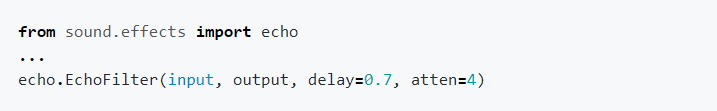 from sound.effects import echo
...
echo.EchoFilter(input, output, delay=0.7, atten=4)